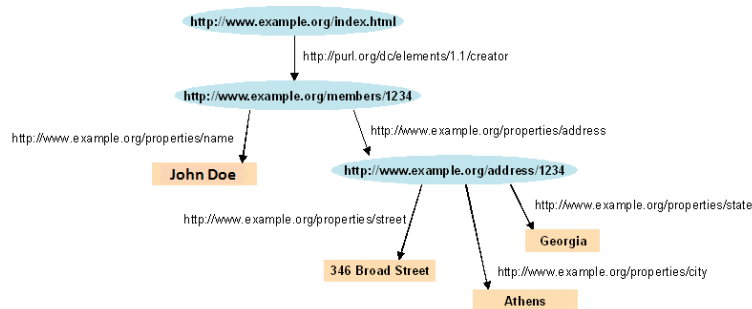 http://www.example.org/index.html
http://purl.org/dc/elements/1.1/creator
http://www.example.org/members/1234
http://www.example.org/properties/name
http://www.example.org/properties/address
John Doe
http://www.example.org/address/1234
http://www.example.org/properties/street
http://www.example.org/properties/state
Georgia
346 Broad Street
http://www.example.org/properties/city
Athens